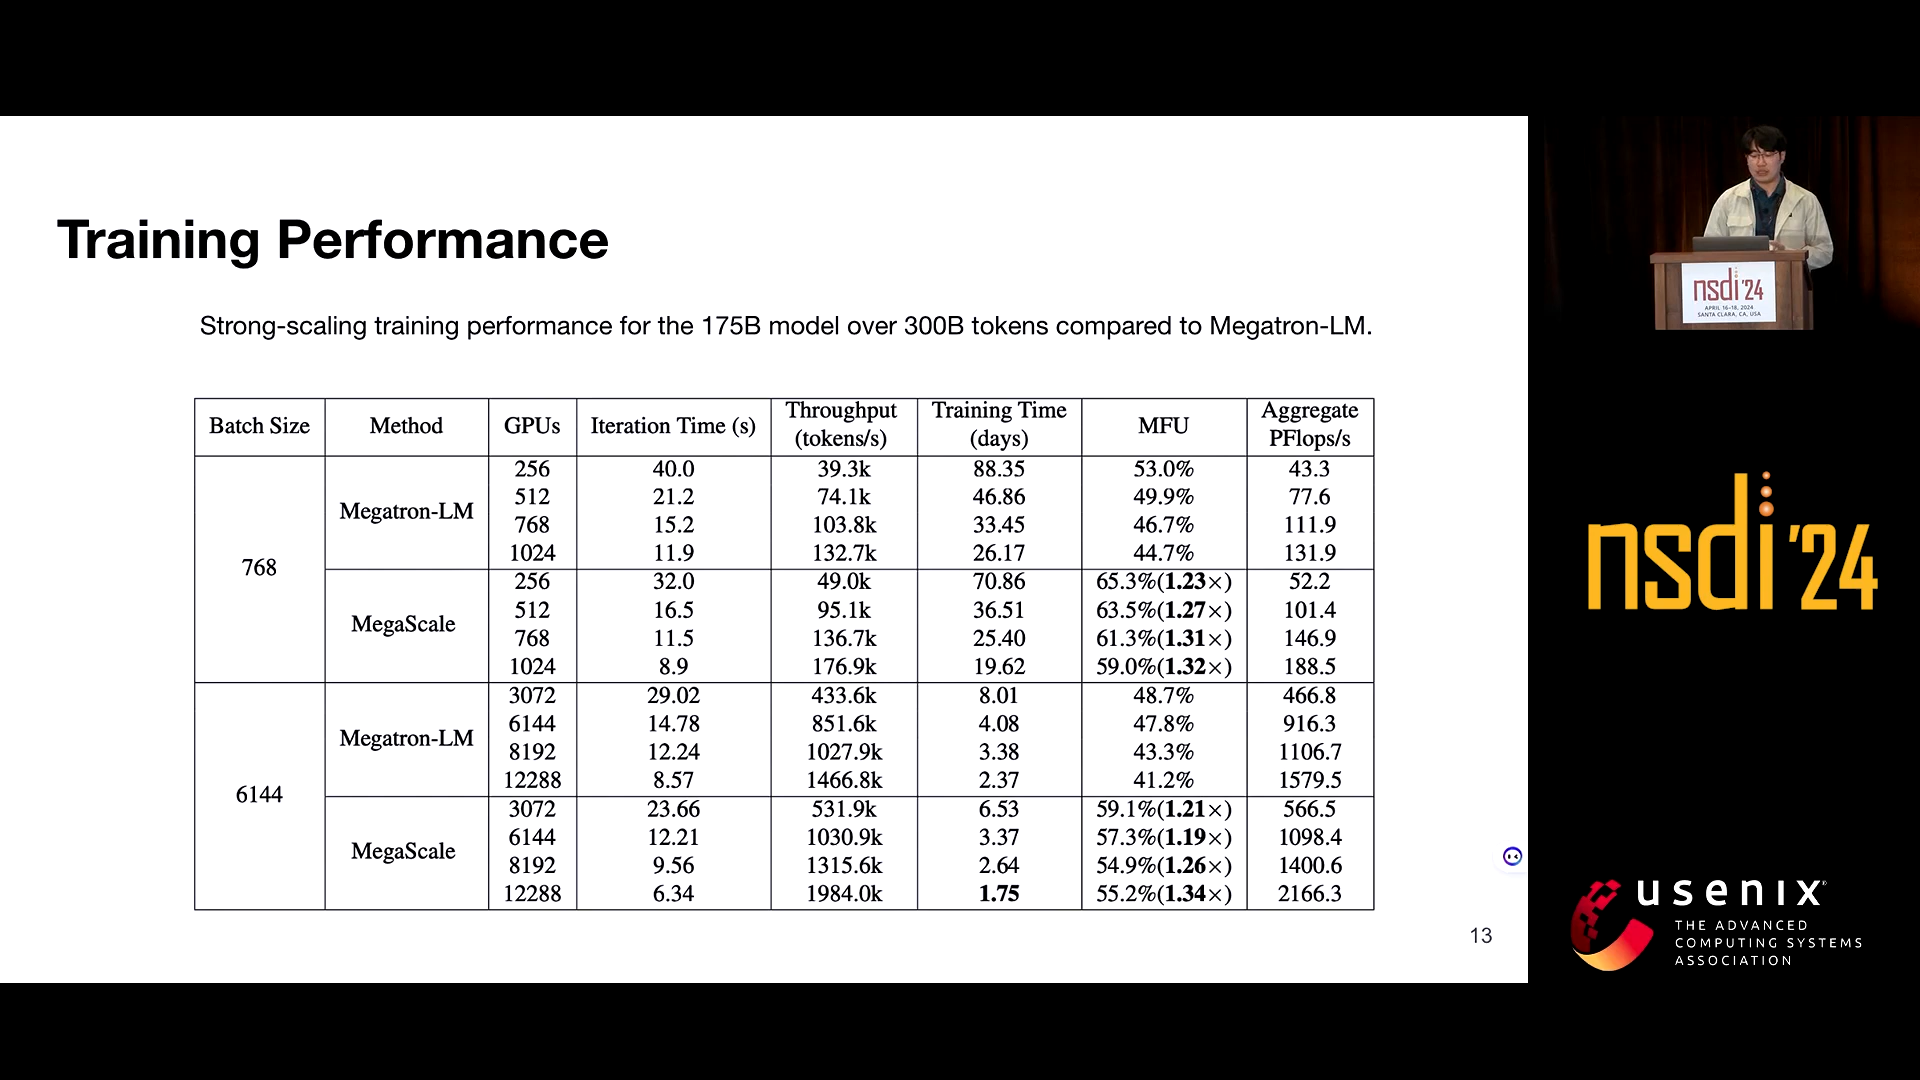 Training Performance
Strong-scaling training performance for the 175B model over 300B tokens compared to Megatron-LM.
Batch Size Method GPUs Iteration Time (s) Throughput (tokens/s) Training Time (days) MFU Aggregate PFlops/s
768 Megatron-LM 256 40.0 39.3k 88.35 53.0% 43.3
512 21.2 74.1k 46.86 49.9% 77.6
768 15.2 103.8k 33.45 46.7% 111.9
1024 11.9 132.7k 26.17 44.7% 131.9
MegaScale 256 32.0 49.0k 70.86 65.3%(1.23×) 52.2
512 16.5 95.1k 36.51 63.5%(1.27×) 101.4
768 11.5 136.7k 25.40 61.3%(1.31×) 146.9
1024 8.9 176.9k 19.62 59.0%(1.32×) 188.5
6144 Megatron-LM 3072 29.02 433.6k 8.01 48.7% 466.8
6144 14.78 851.6k 4.08 47.8% 916.3
8192 12.24 1027.9k 3.38 43.3% 1106.7
12288 8.57 1466.8k 2.37 41.2% 1579.5
MegaScale 3072 23.66 531.9k 6.53 59.1%(1.21×) 566.5
6144 12.21 1030.9k 3.37 57.3%(1.19×) 1098.4
8192 9.56 1315.6k 2.64 54.9%(1.26×) 1400.6
12288 6.34 1984.0k 1.75 55.2%(1.34×) 2166.3
13
nsdi '24
APRIL 16–18, 2024
SANTA CLARA, CA, USA
nsdi '24
usenix®
THE ADVANCED
COMPUTING SYSTEMS
ASSOCIATION